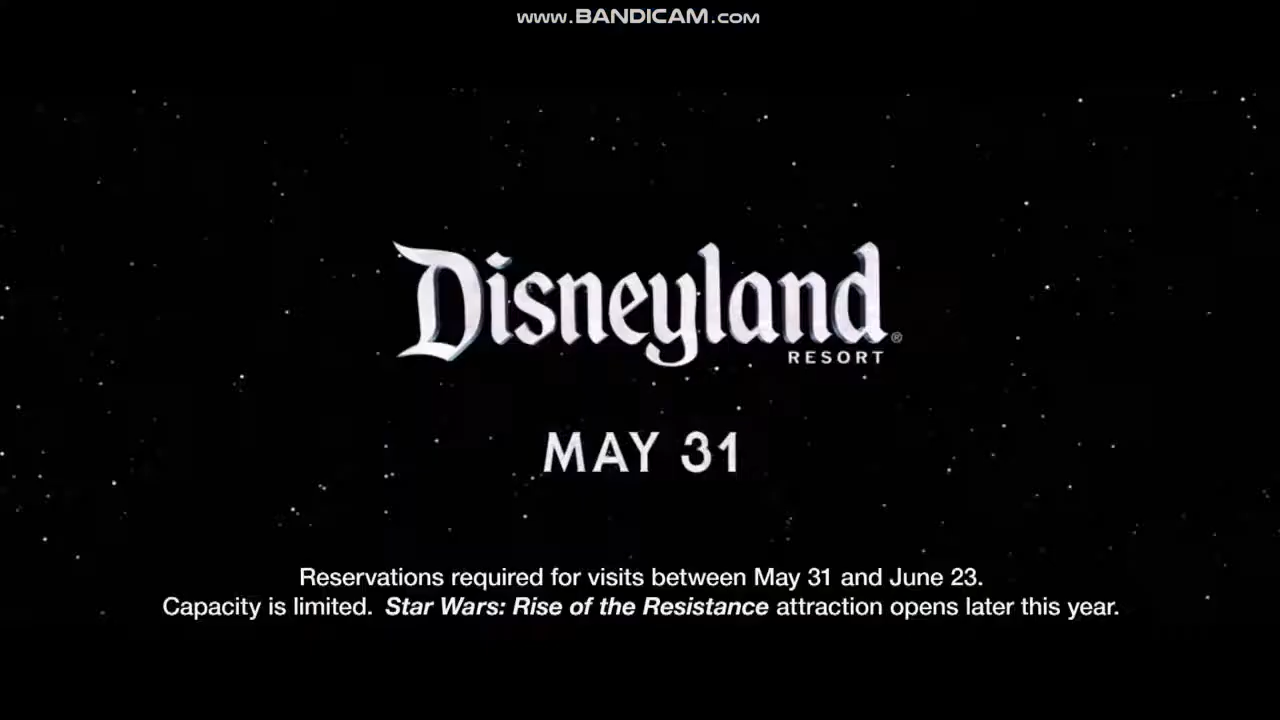 www.BANDICAM.com
Disneyland®
RESORT
MAY 31
Reservations required for visits between May 31 and June 23.
Capacity is limited. Star Wars: Rise of the Resistance attraction opens later this year.